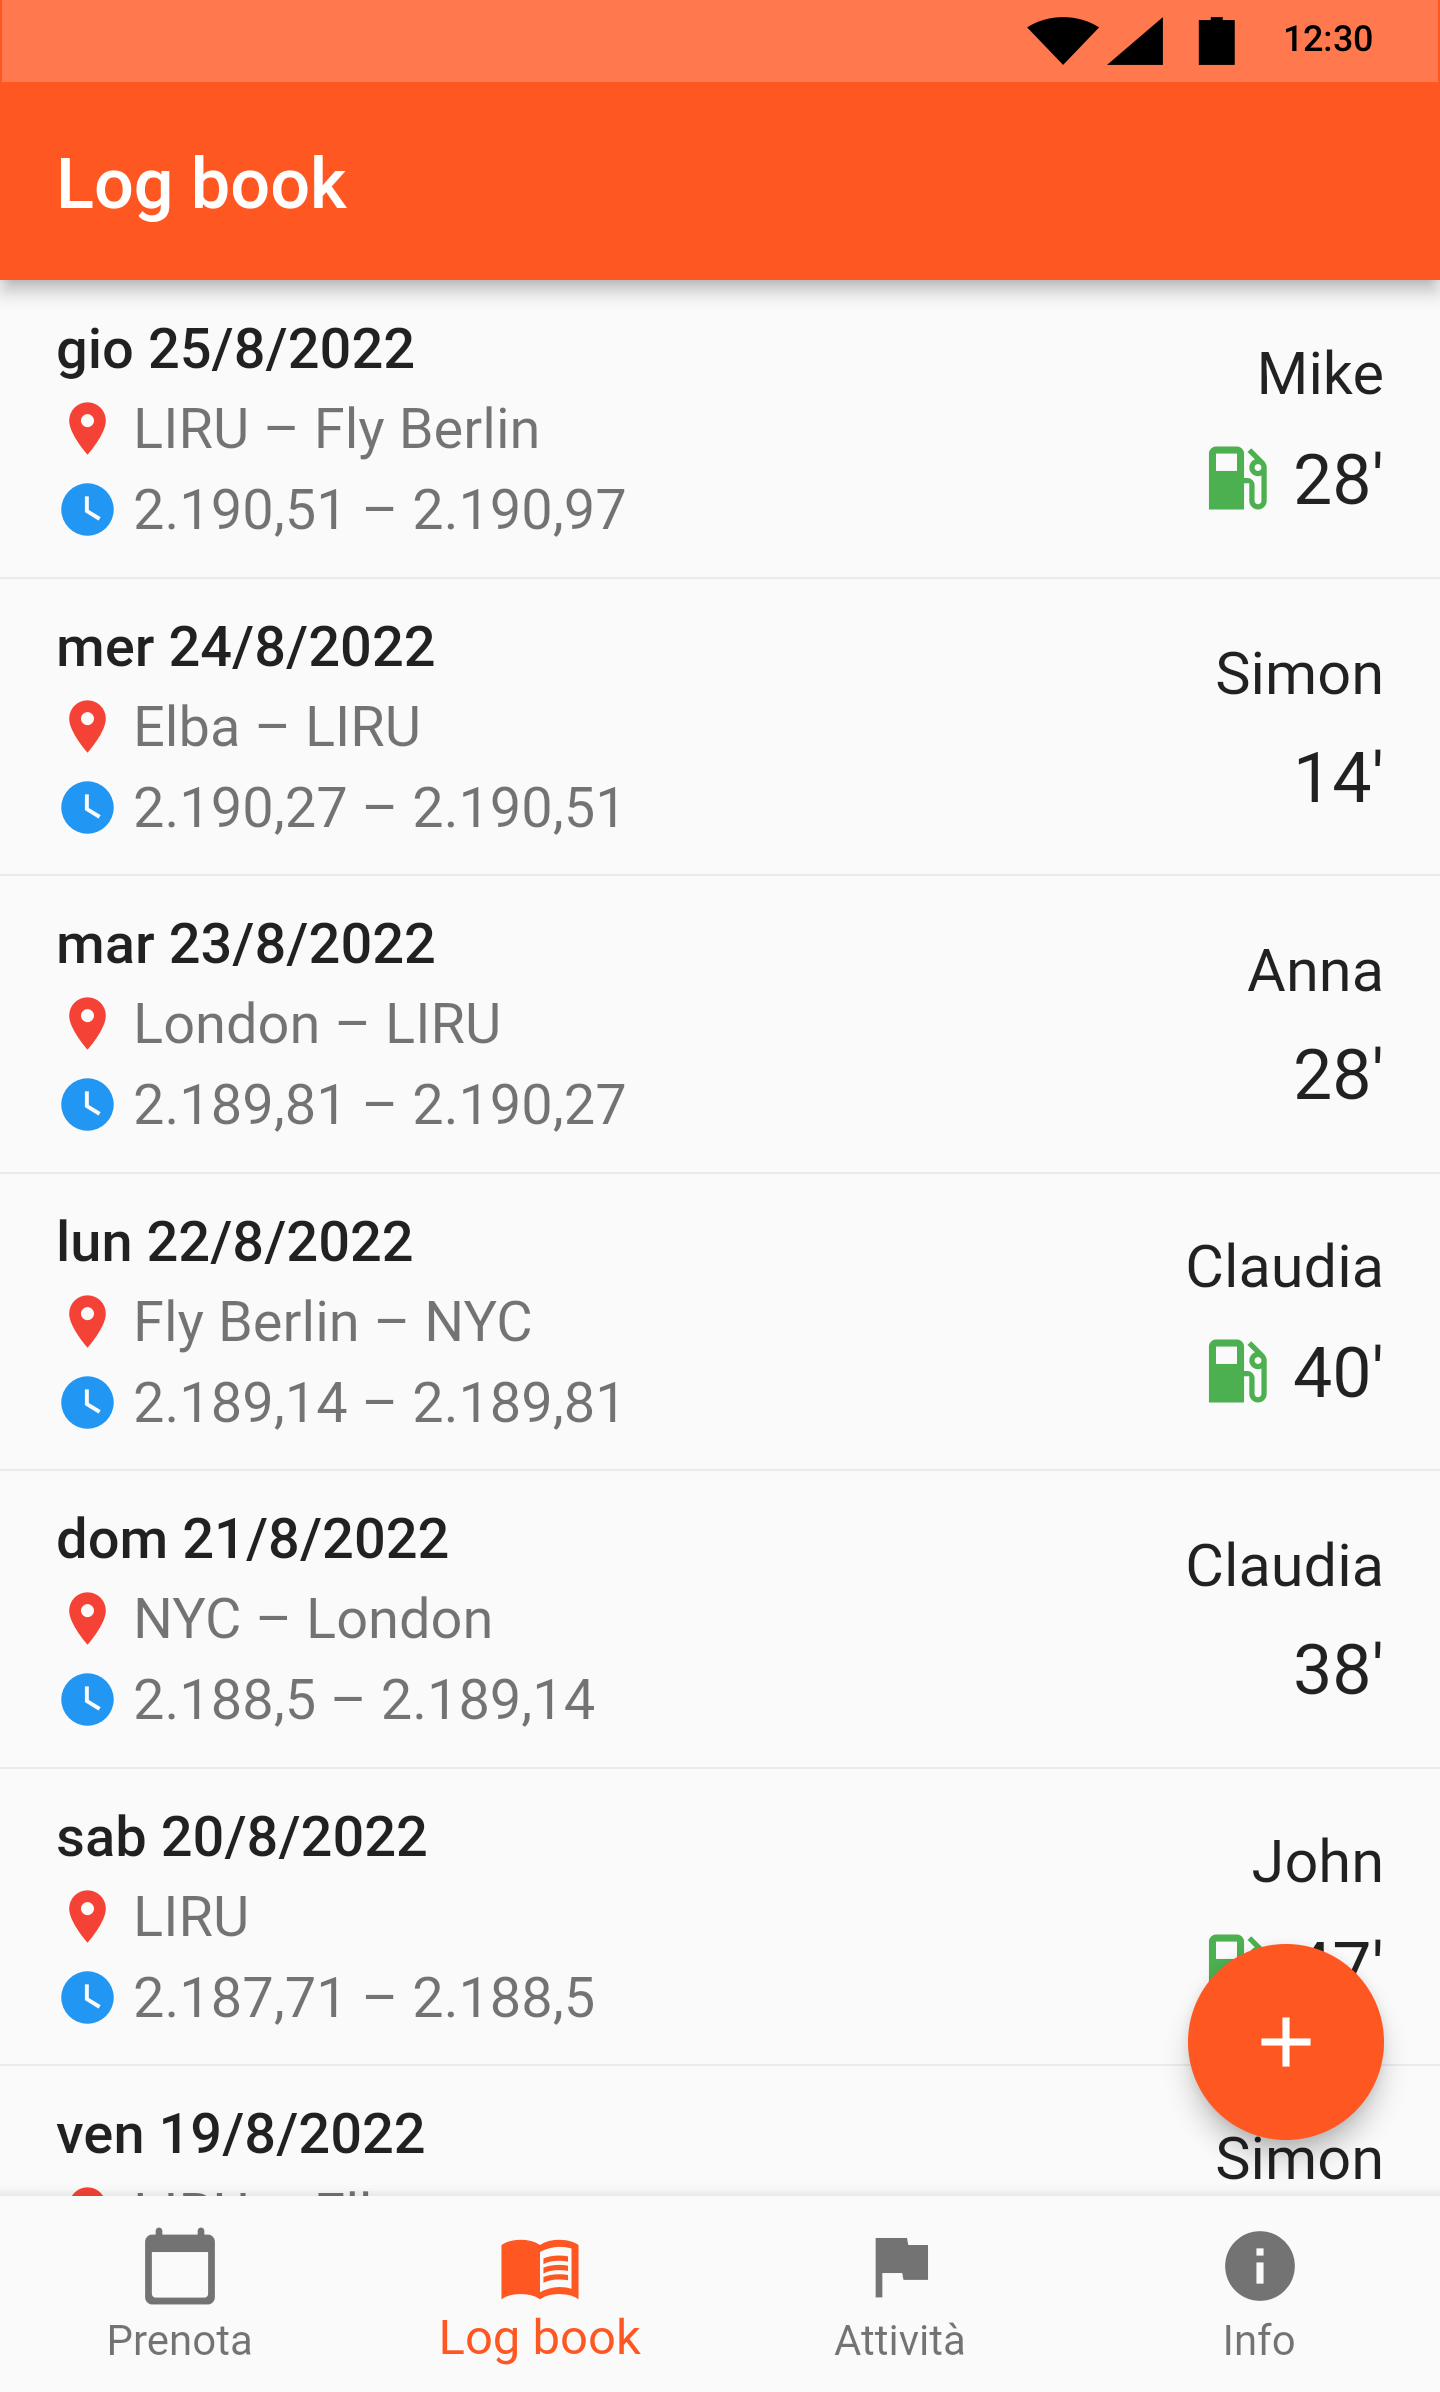 12:30
Log book
gio 25/8/2022
Mike
LIRU – Fly Berlin
28'
2.190,51 – 2.190,97
mer 24/8/2022
Simon
Elba – LIRU
14'
2.190,27 – 2.190,51
mar 23/8/2022
Anna
London – LIRU
28'
2.189,81 – 2.190,27
lun 22/8/2022
Claudia
Fly Berlin – NYC
40'
2.189,14 – 2.189,81
dom 21/8/2022
Claudia
NYC – London
38'
2.188,5 – 2.189,14
sab 20/8/2022
John
LIRU
2.187,71 – 2.188,5
ven 19/8/2022
Simon
Prenota
Log book
Attività
Info